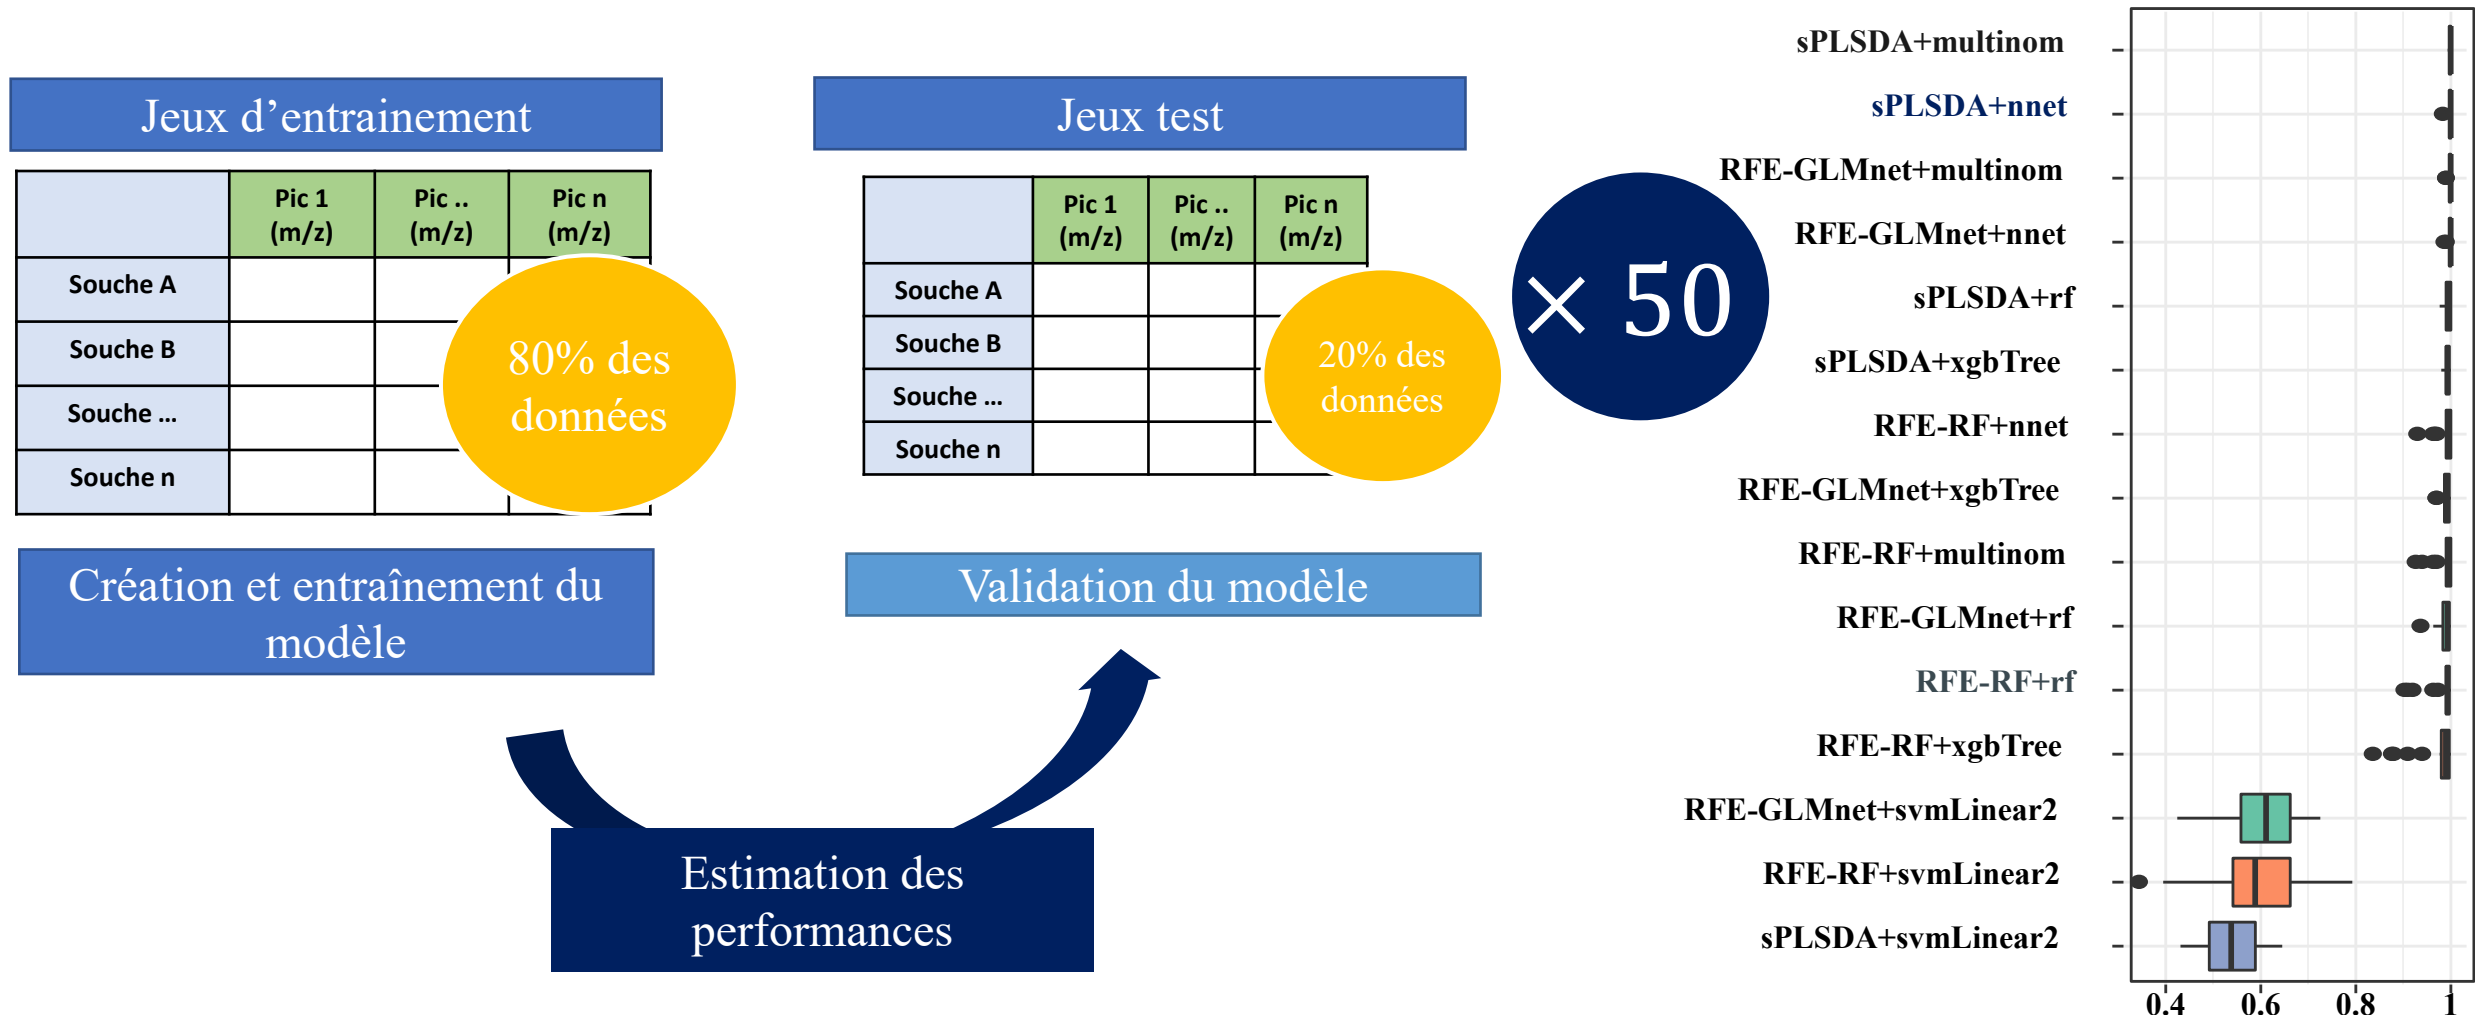 Jeux d’entrainement
Pic 1
(m/z)
Pic ..
(m/z)
Pic n
(m/z)
Souche A
Souche B
Souche ...
Souche n
80% des
données
Création et entraînement du
modèle
Jeux test
Pic 1
(m/z)
Pic ..
(m/z)
Pic n
(m/z)
Souche A
Souche B
Souche ...
Souche n
20% des
données
Validation du modèle
× 50
Estimation des
performances
sPLSDA+multinom
sPLSDA+nnet
RFE-GLMnet+multinom
RFE-GLMnet+nnet
sPLSDA+rf
sPLSDA+xgbTree
RFE-RF+nnet
RFE-GLMnet+xgbTree
RFE-RF+multinom
RFE-GLMnet+rf
RFE-RF+rf
RFE-RF+xgbTree
RFE-GLMnet+svmLinear2
RFE-RF+svmLinear2
sPLSDA+svmLinear2
0.4 0.6 0.8 1